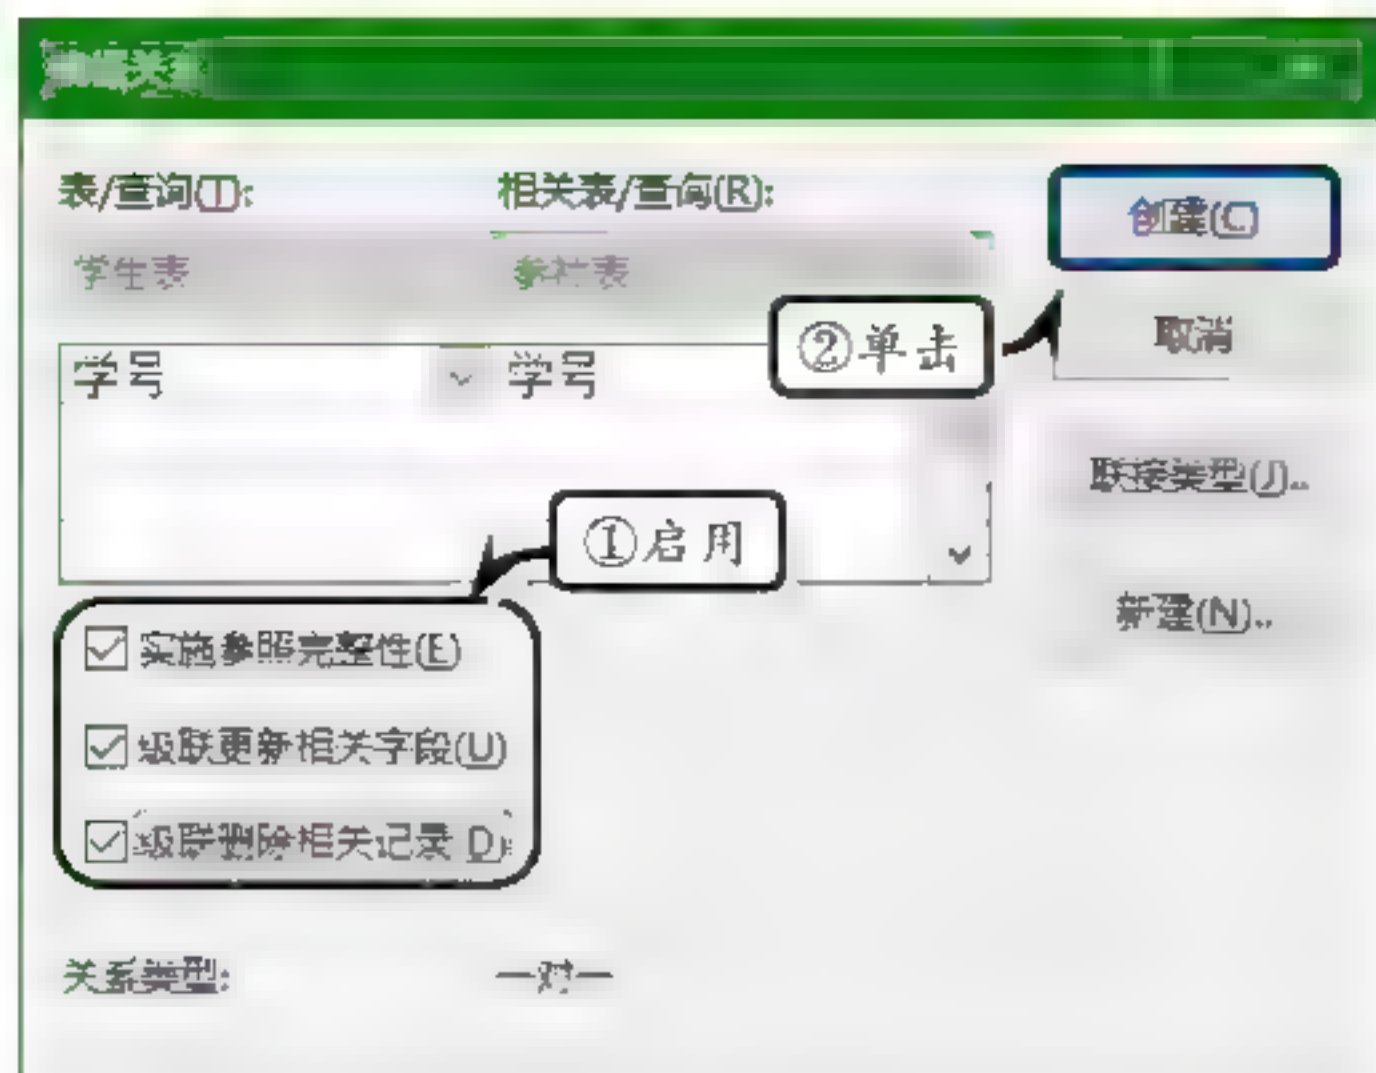 表/查询(T):
相关表/查询(R):
创建(C)
学生表
②单击
取消
学号
学号
联接类型(J)..
①启用
新建(N)..
实施参照完整性(E)
级联更新相关字段(U)
级联删除相关记录 D)
关系类型:
一对一